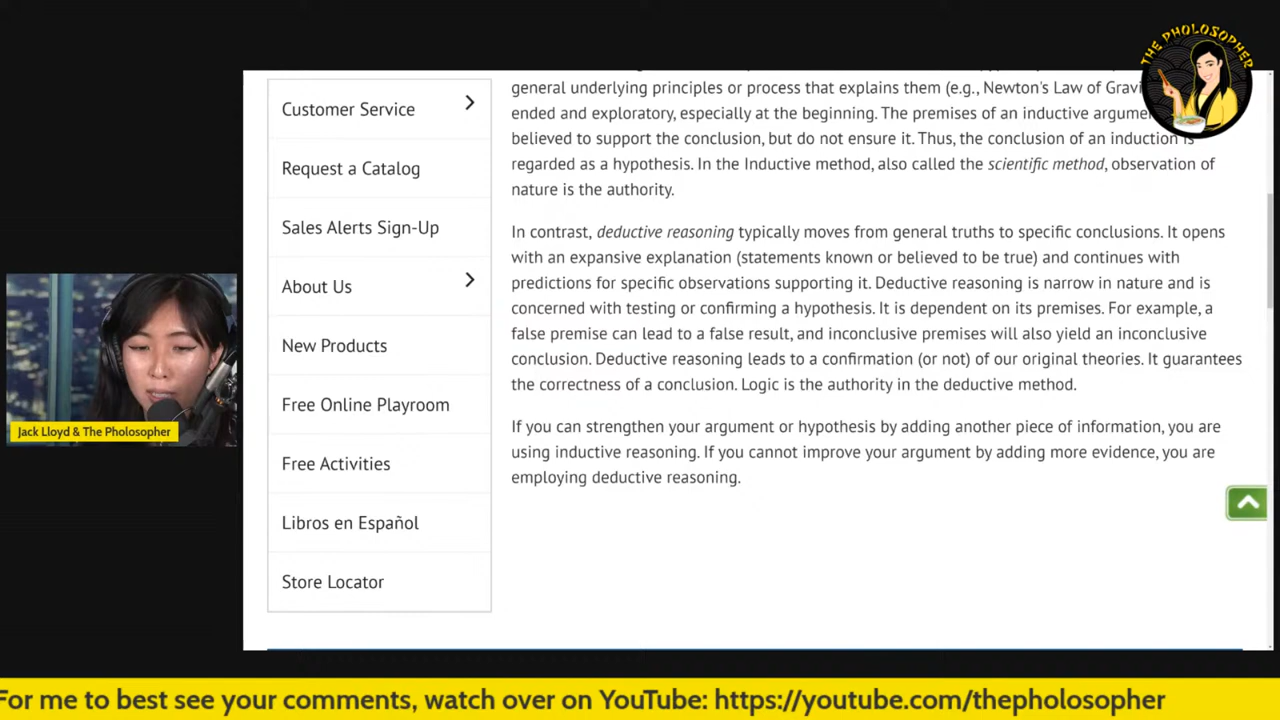 THE PHOLOSOPHER
general underlying principles or process that explains them (e.g., Newton's Law of
ended and exploratory, especially at the beginning. The premises of an inductive
believed to support the conclusion, but do not ensure it. Thus, the conclusion of an induction is
regarded as a hypothesis. In the Inductive method, also called the scientific method, observation of
nature is the authority.
In contrast, deductive reasoning typically moves from general truths to specific conclusions. It opens
with an expansive explanation (statements known or believed to be true) and continues with
predictions for specific observations supporting it. Deductive reasoning is narrow in nature and is
concerned with testing or confirming a hypothesis. It is dependent on its premises. For example, a
false premise can lead to a false result, and inconclusive premises will also yield an inconclusive
conclusion. Deductive reasoning leads to a confirmation (or not) of our original theories. It guarantees
the correctness of a conclusion. Logic is the authority in the deductive method.
If you can strengthen your argument or hypothesis by adding another piece of information, you are
using inductive reasoning. If you cannot improve your argument by adding more evidence, you are
employing deductive reasoning.
Customer Service
Request a Catalog
Sales Alerts Sign-Up
About Us
New Products
Free Online Playroom
Free Activities
Libros en Español
Store Locator
Jack Lloyd & The Pholosopher
For me to best see your comments, watch over on YouTube: https://youtube.com/thepholosopher